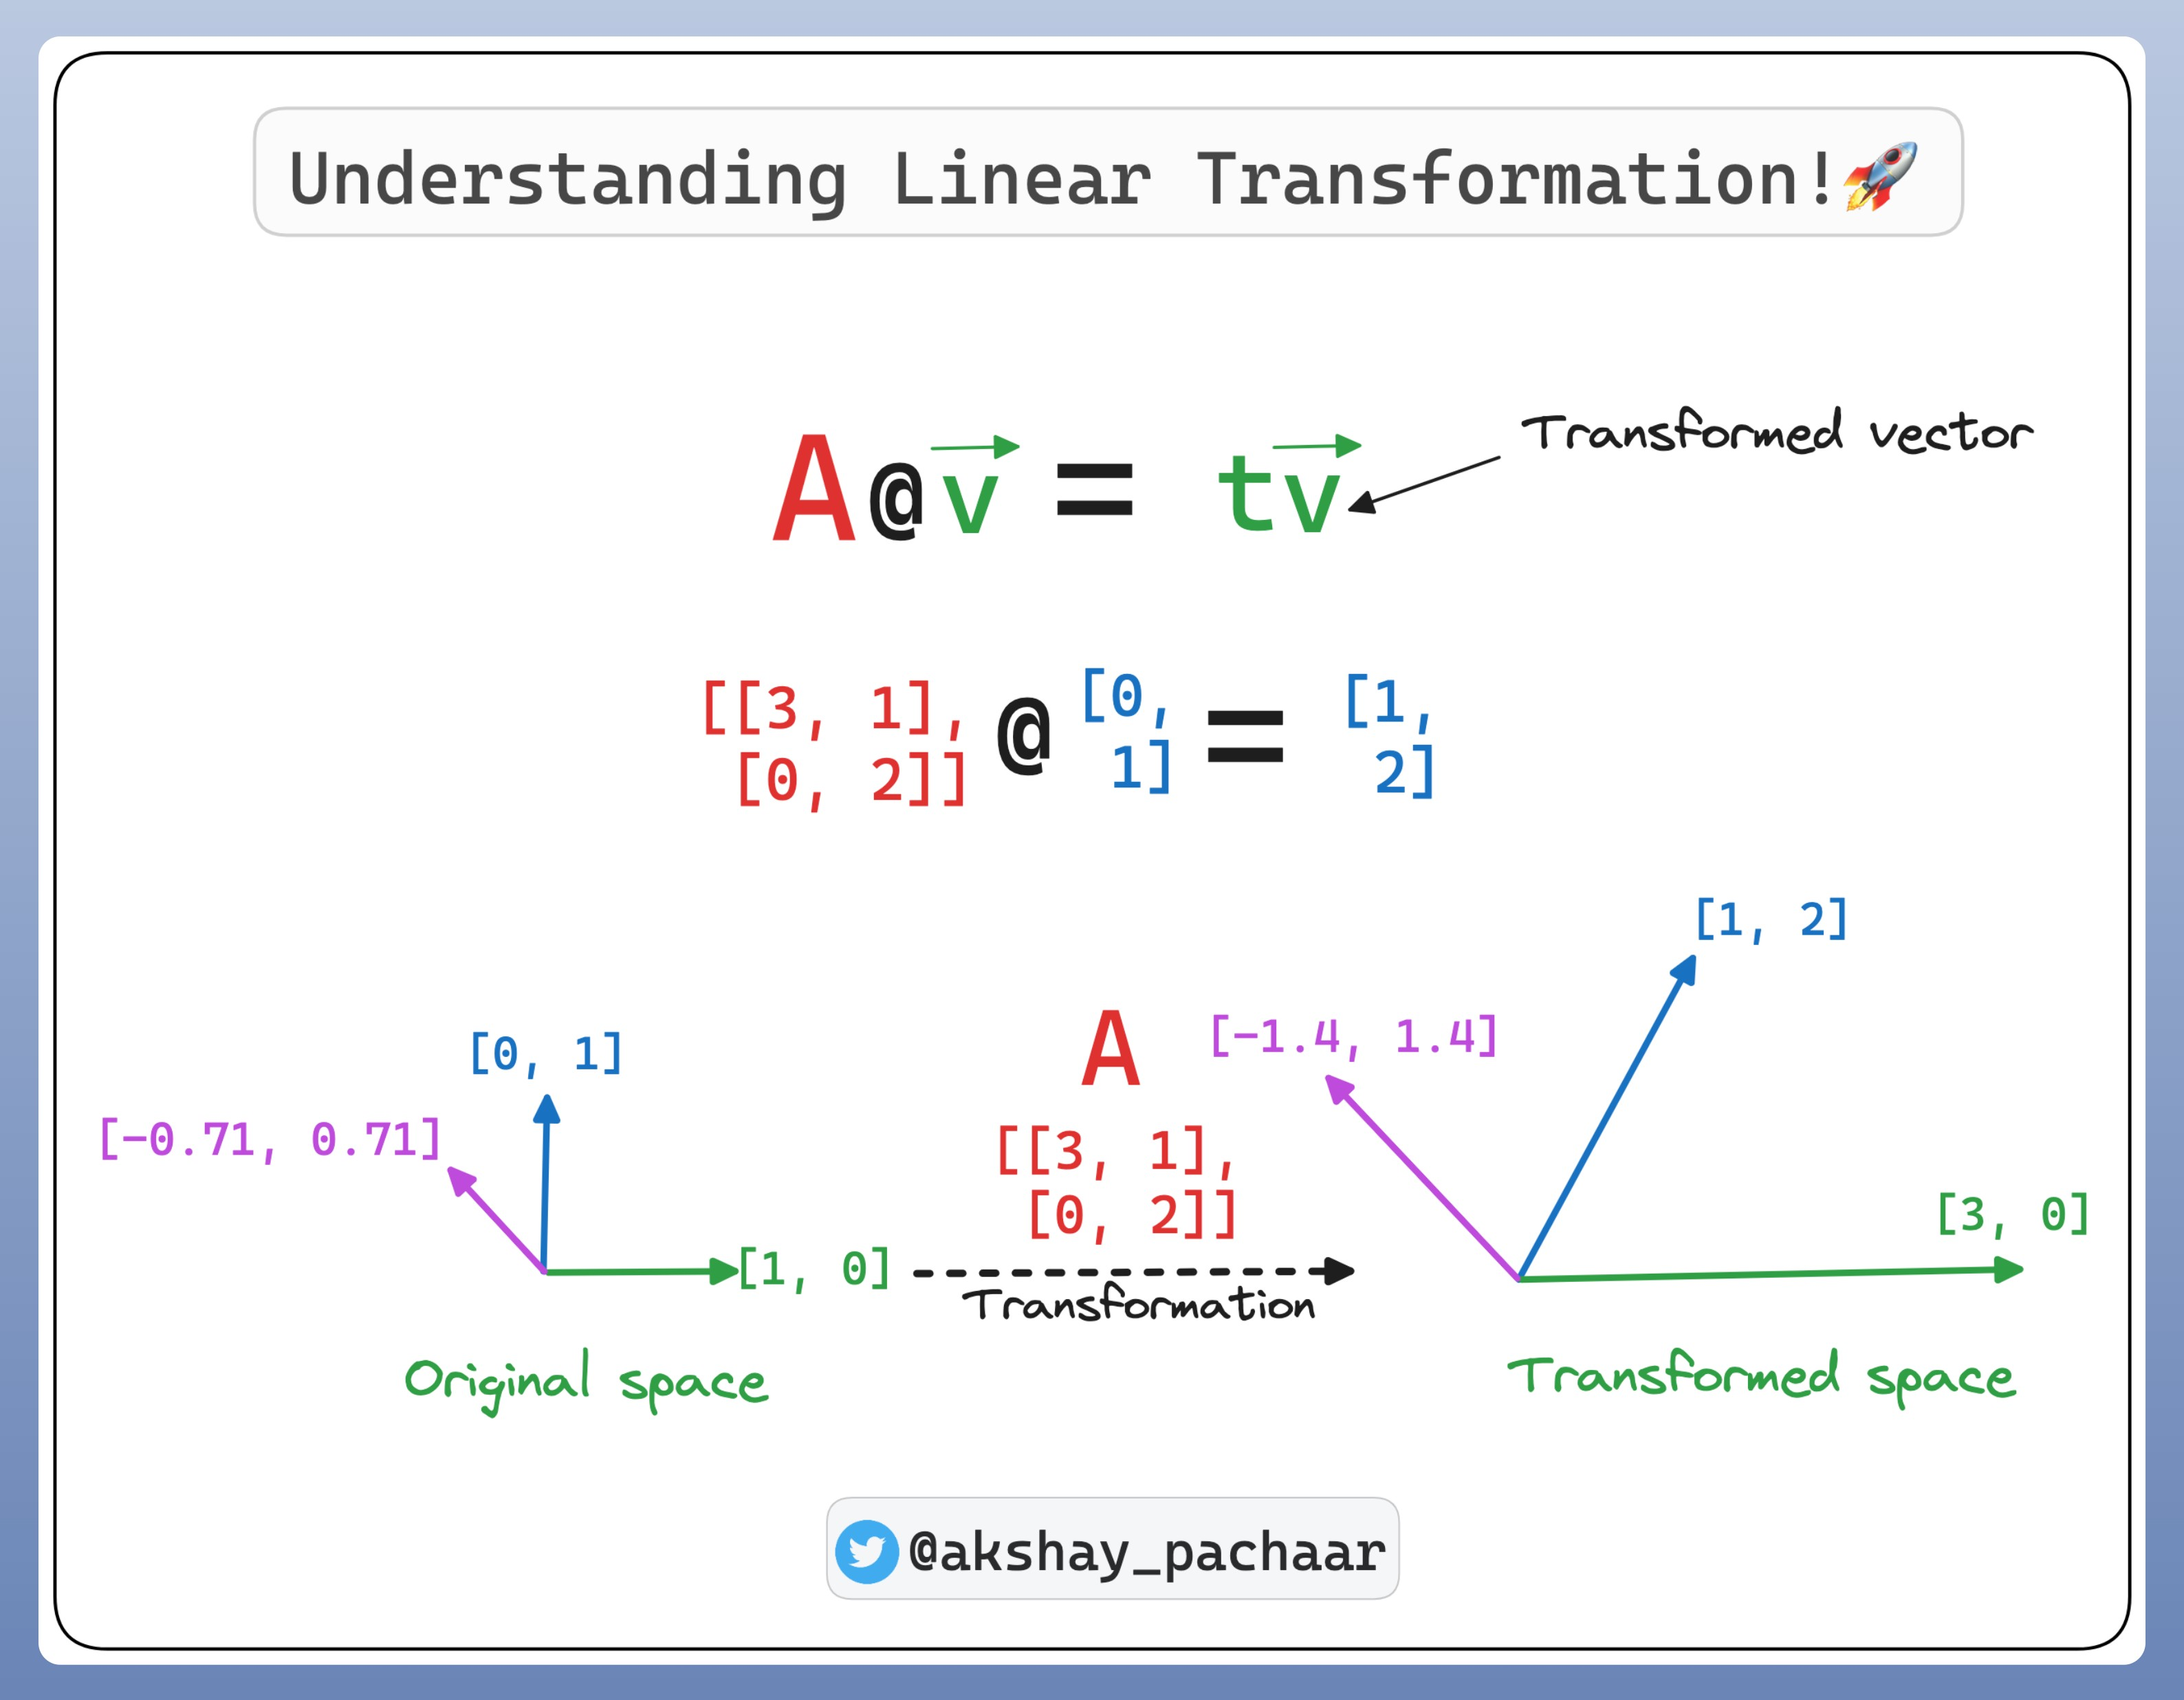 Understanding Linear Transformation!🚀
Transformed vector
A@v = tv
[[3, 1], @ [0, = [1,
[0, 2]] 1] 2]
[1, 2]
A
[-1.4, 1.4]
[0, 1]
[-0.71, 0.71]
[[3, 1],
[0, 2]]
[3, 0]
[1, 0]
Transformation
Original space
Transformed space
@akshay_pachaar